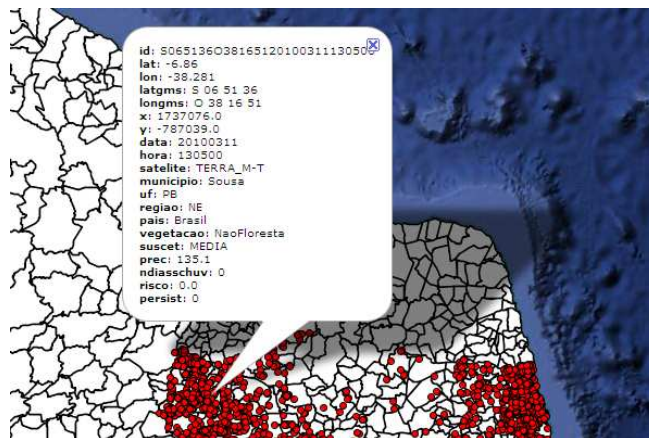 id: S065136O38165120100311130500
lat: -6.86
lon: -38.281
latgms: S 06 51 36
longms: O 38 16 51
x: 1737076.0
y: -787039.0
data: 20100311
hora: 130500
satelite: TERRA_M-T
municipio: Sousa
uf: PB
regiao: NE
pais: Brasil
vegetacao: NaoFloresta
suscet: MEDIA
prec: 135.1
ndiasschuv: 0
risco: 0.0
persist: 0